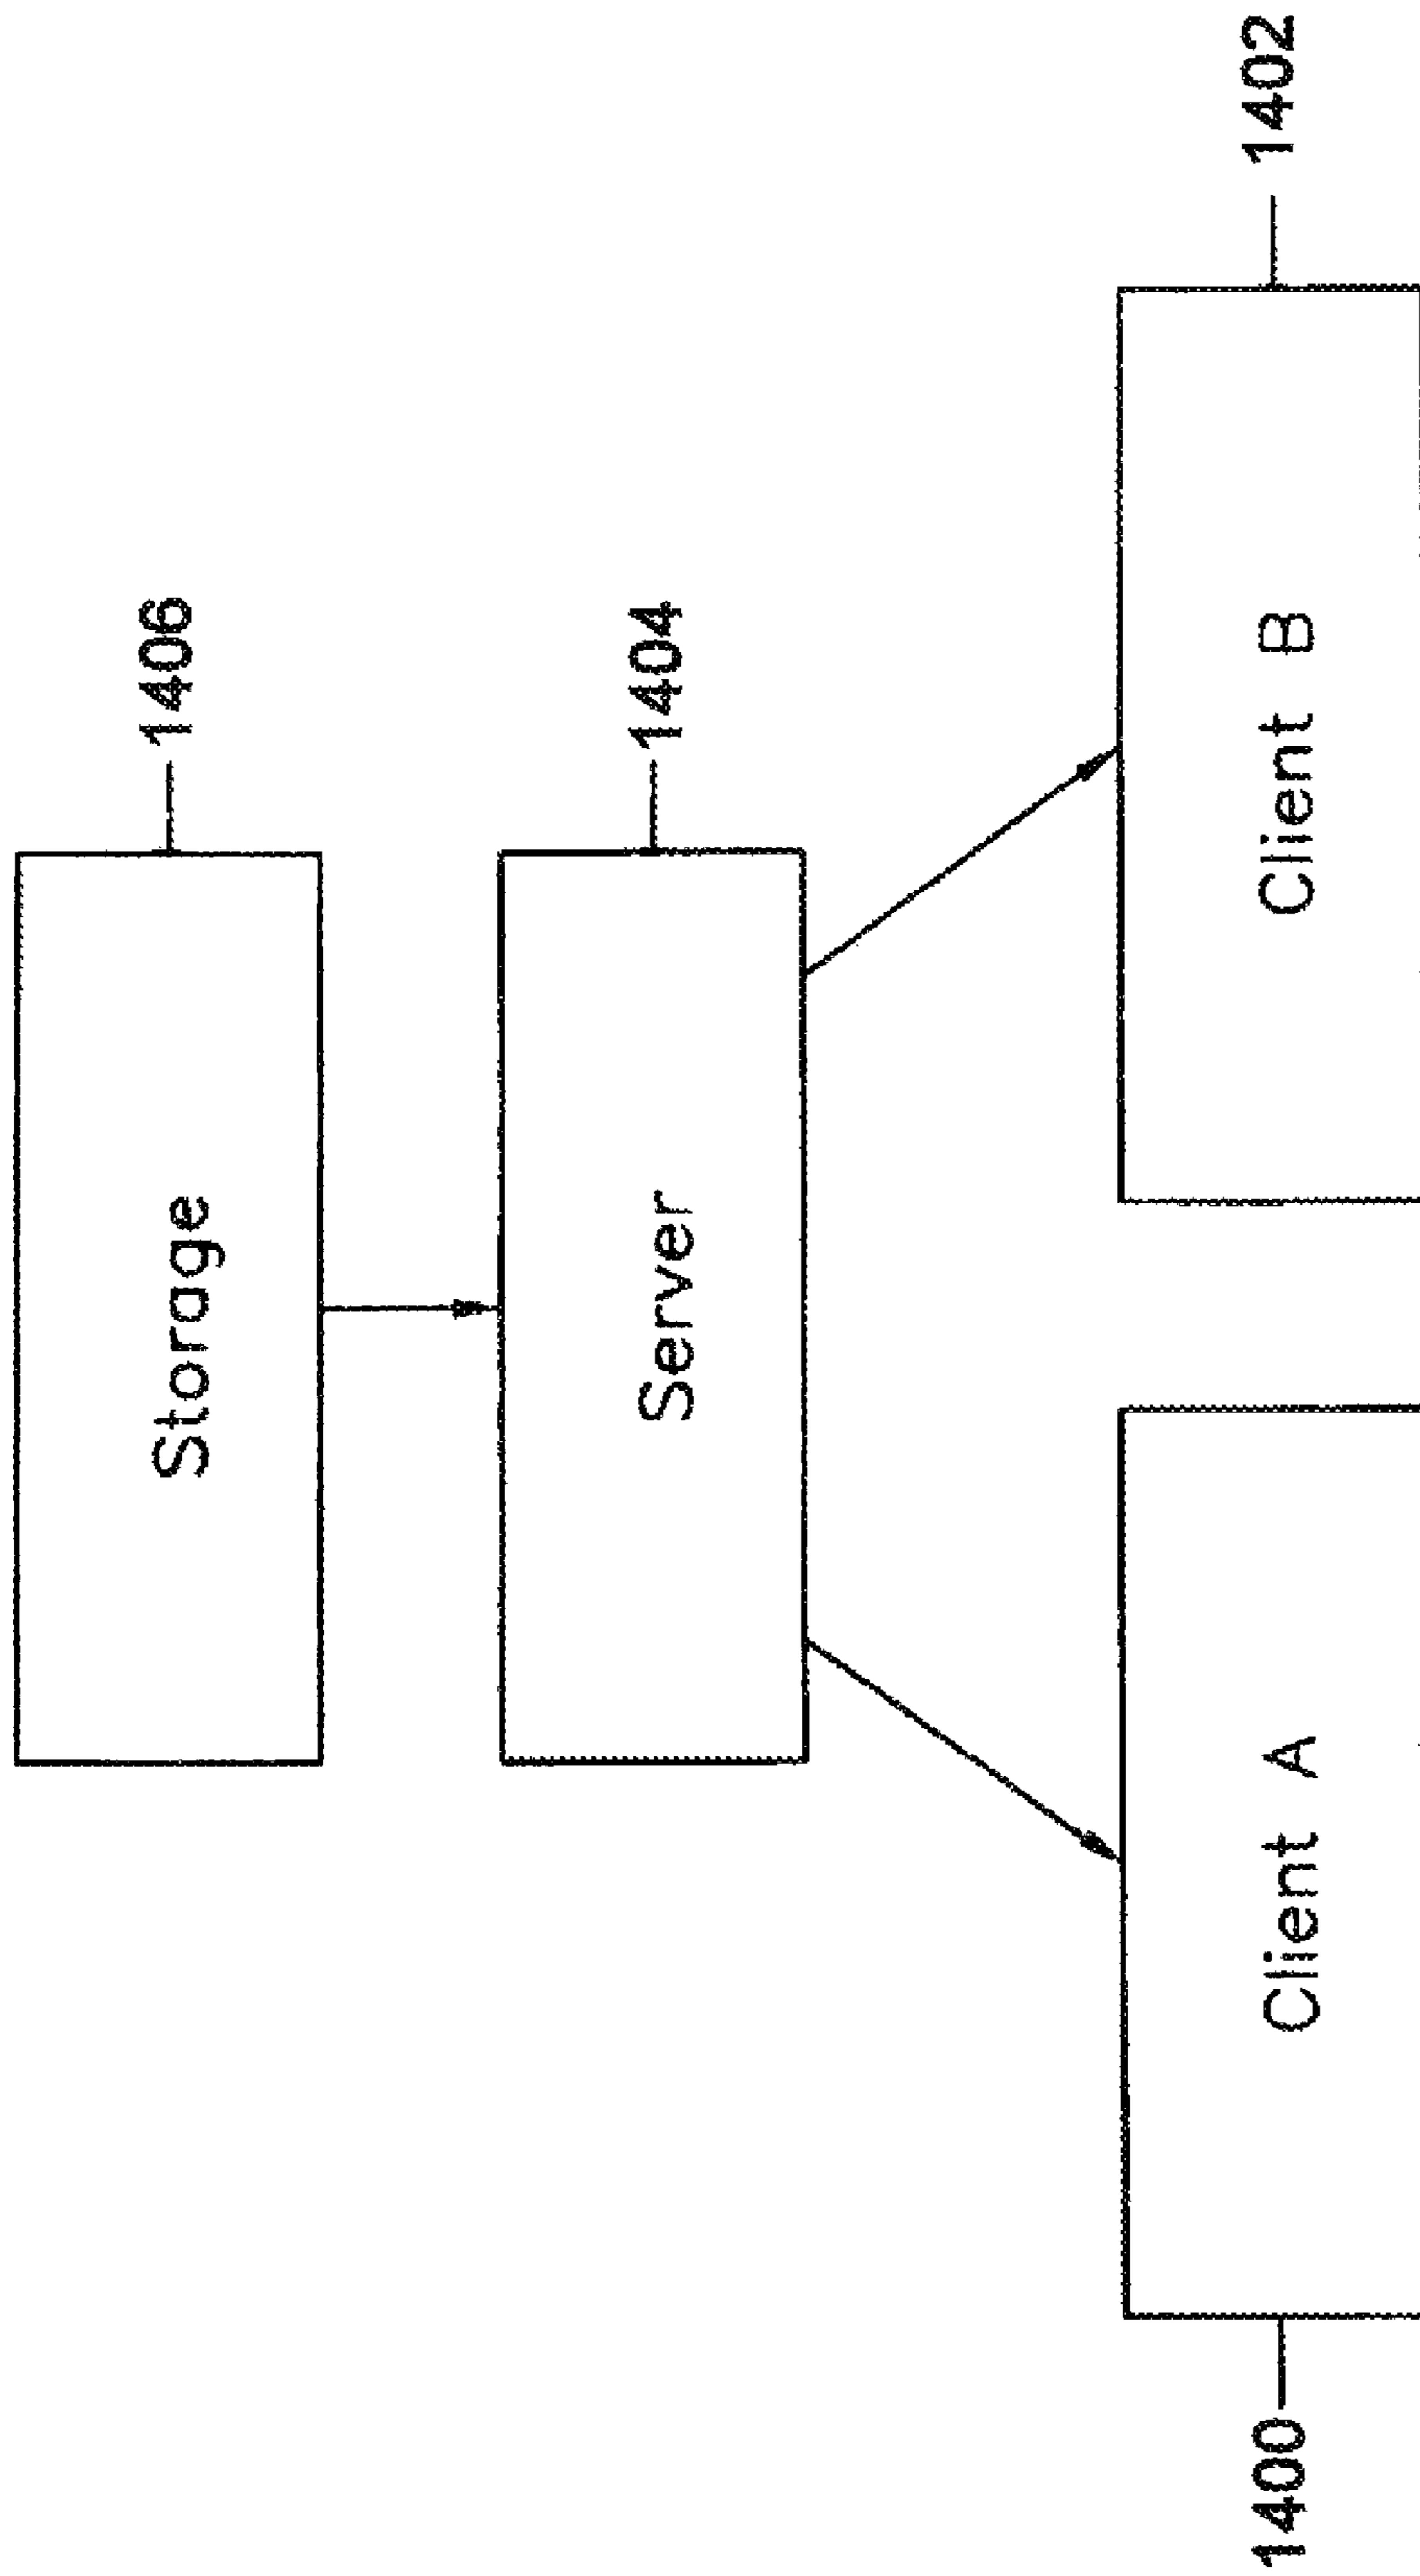 Storage
1406
Server
1404
Client A
1400
Client B
1402